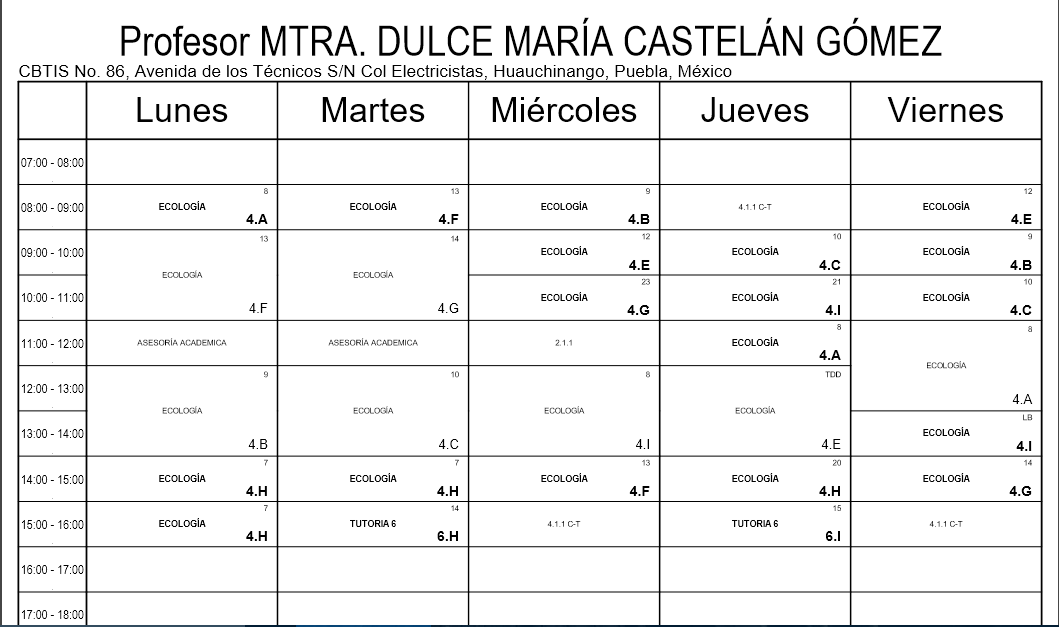 Profesor MTRA. DULCE MARÍA CASTELÁN GÓMEZ
CBTIS No. 86, Avenida de los Técnicos S/N Col Electricistas, Huauchinango, Puebla, México
Lunes Martes Miércoles Jueves Viernes
07:00 - 08:00
8 13 9 12
08:00 - 09:00 ECOLOGÍA ECOLOGÍA ECOLOGÍA 4.1.1 C-T ECOLOGÍA
4.A 4.F 4.B 4.E
13 14 12 10 9
09:00 - 10:00 ECOLOGÍA ECOLOGÍA ECOLOGÍA
4.E 4.C 4.B
ECOLOGÍA ECOLOGÍA
23 21 10
10:00 - 11:00 ECOLOGÍA ECOLOGÍA ECOLOGÍA
4.F 4.G 4.G 4.I 4.C
8 8
11:00 - 12:00 ASESORÍA ACADEMICA ASESORÍA ACADEMICA 2.1.1 ECOLOGÍA
4.A
ECOLOGÍA
9 10 8 TDD
12:00 - 13:00
4.A
ECOLOGÍA ECOLOGÍA ECOLOGÍA ECOLOGÍA
LB
13:00 - 14:00 ECOLOGÍA
4.B 4.C 4.I 4.E 4.I
7 7 13 20 14
14:00 - 15:00 ECOLOGÍA ECOLOGÍA ECOLOGÍA ECOLOGÍA ECOLOGÍA
4.H 4.H 4.F 4.H 4.G
7 14 15
15:00 - 16:00 ECOLOGÍA TUTORIA 6 4.1.1 C-T TUTORIA 6 4.1.1 C-T
4.H 6.H 6.I
16:00 - 17:00
17:00 - 18:00